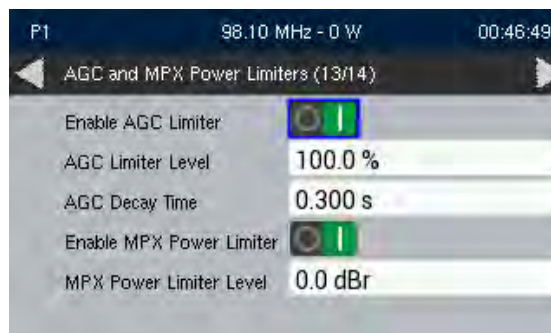 P1 98.10 MHz - 0 W 00:46:49
AGC and MPX Power Limiters (13/14)
Enable AGC Limiter
AGC Limiter Level 100.0 %
AGC Decay Time 0.300 s
Enable MPX Power Limiter
MPX Power Limiter Level 0.0 dBr